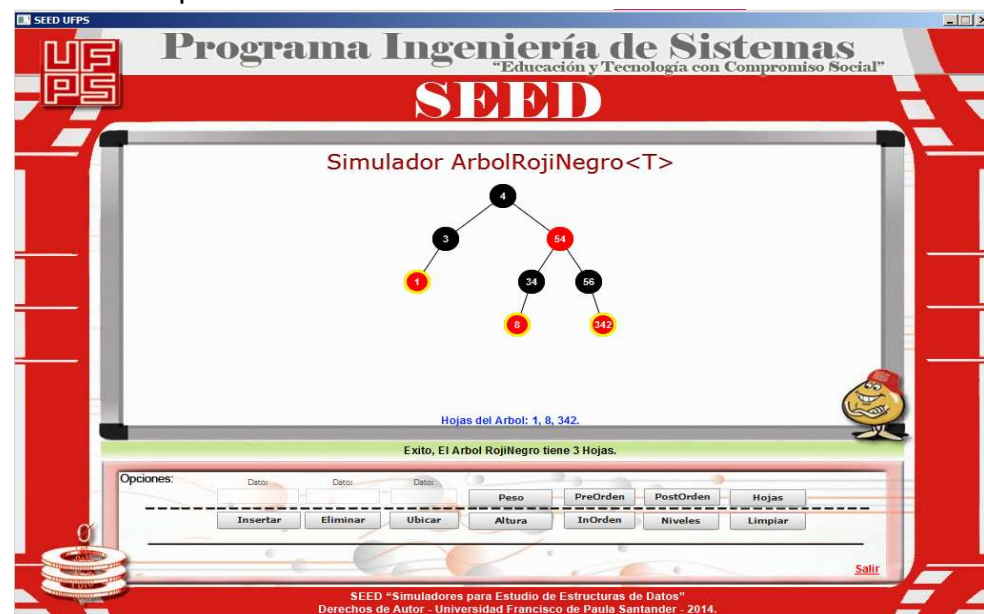 SEED UFPS
UF
PS
Programa Ingeniería de Sistemas
“Educación y Tecnología con Compromiso Social”
SEED
Simulador ArbolRojiNegro<T>
4
3
54
1
34
56
8
342
Hojas del Arbol: 1, 8, 342.
Exito, El Arbol RojiNegro tiene 3 Hojas.
Opciones:
Dato: Dato: Dato:
Peso PreOrden PostOrden Hojas
Insertar Eliminar Ubicar Altura InOrden Niveles Limpiar
Salir
SEED “Simuladores para Estudio de Estructuras de Datos”
Derechos de Autor - Universidad Francisco de Paula Santander - 2014.